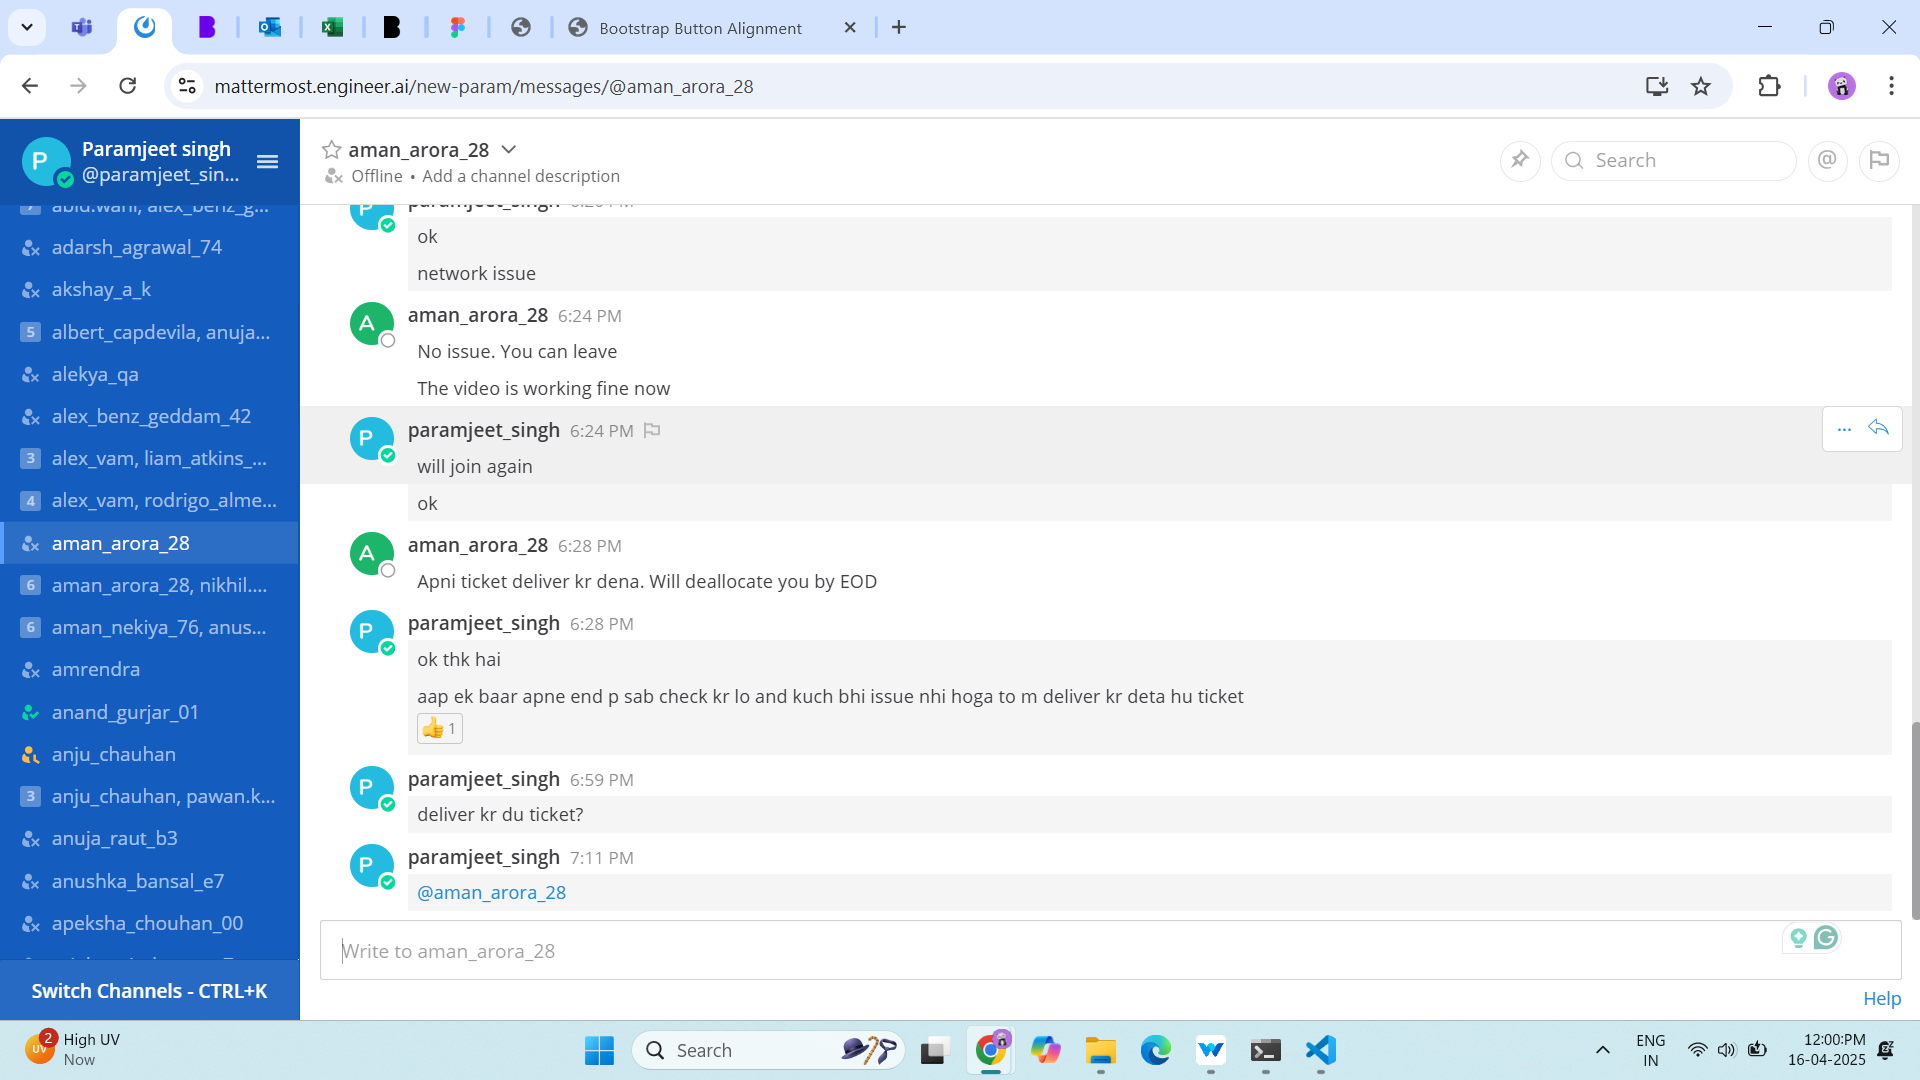 Bootstrap Button Alignment
mattermost.engineer.ai/new-param/messages/@aman_arora_28
P
Paramjeet singh
@paramjeet_sin...
7 abid.wani, alex_benz_g...
adarsh_agrawal_74
akshay_a_k
5 albert_capdevila, anuja...
alekya_qa
alex_benz_geddam_42
3 alex_vam, liam_atkins_...
4 alex_vam, rodrigo_alme...
aman_arora_28
6 aman_arora_28, nikhil....
6 aman_nekiya_76, anus...
amrendra
anand_gurjar_01
anju_chauhan
3 anju_chauhan, pawan.k...
anuja_raut_b3
anushka_bansal_e7
apeksha_chouhan_00
Switch Channels - CTRL+K
aman_arora_28
Offline • Add a channel description
Search
@
paramjeet_singh
ok
network issue
A
aman_arora_28 6:24 PM
No issue. You can leave
The video is working fine now
P
paramjeet_singh 6:24 PM
will join again
ok
A
aman_arora_28 6:28 PM
Apni ticket deliver kr dena. Will deallocate you by EOD
P
paramjeet_singh 6:28 PM
ok thk hai
aap ek baar apne end p sab check kr lo and kuch bhi issue nhi hoga to m deliver kr deta hu ticket
👍 1
P
paramjeet_singh 6:59 PM
deliver kr du ticket?
P
paramjeet_singh 7:11 PM
@aman_arora_28
Write to aman_arora_28
Help
2
UV
High UV
Now
Search
ENG
IN
12:00:PM
16-04-2025